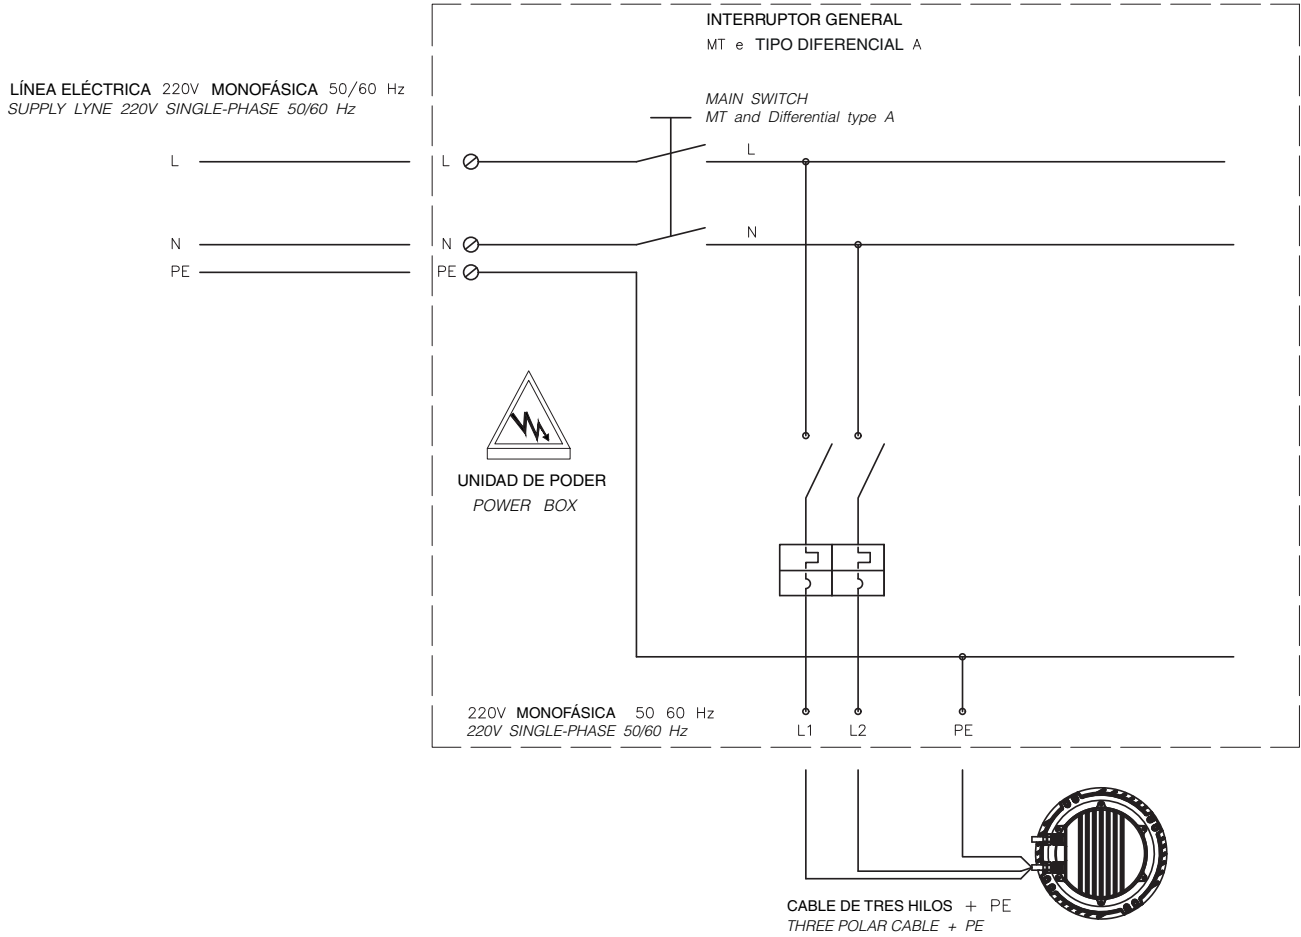 INTERRUPTOR GENERAL
MT e TIPO DIFERENCIAL A
LÍNEA ELÉCTRICA 220V MONOFÁSICA 50/60 Hz
SUPPLY LYNE 220V SINGLE-PHASE 50/60 Hz
MAIN SWITCH
MT and Differential type A
L
L
L
N
N
N
PE
PE
UNIDAD DE PODER
POWER BOX
220V MONOFÁSICA 50 60 Hz
220V SINGLE-PHASE 50/60 Hz
L1
L2
PE
CABLE DE TRES HILOS + PE
THREE POLAR CABLE + PE